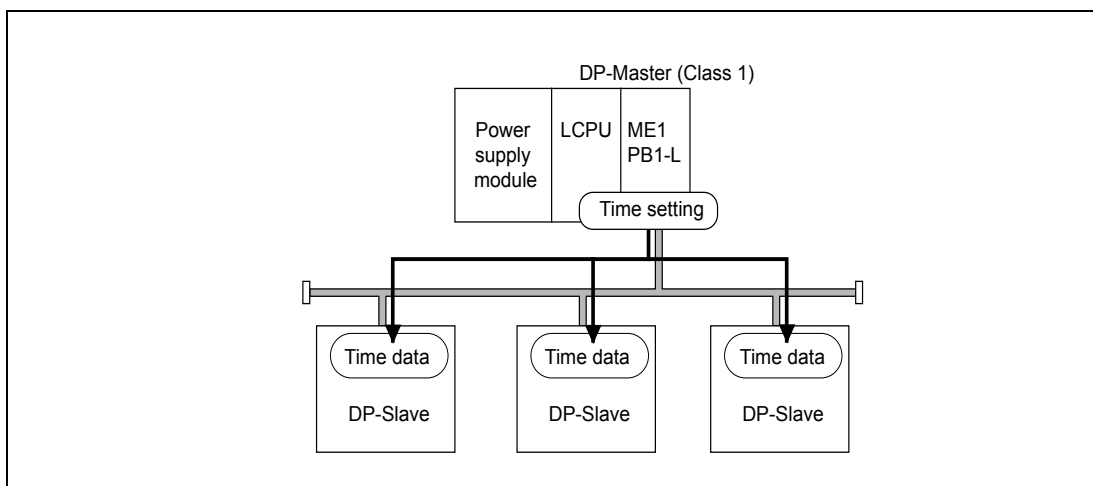 DP-Master (Class 1)
Power
supply
module
LCPU
ME1
PB1-L
Time setting
Time data
DP-Slave
Time data
DP-Slave
Time data
DP-Slave